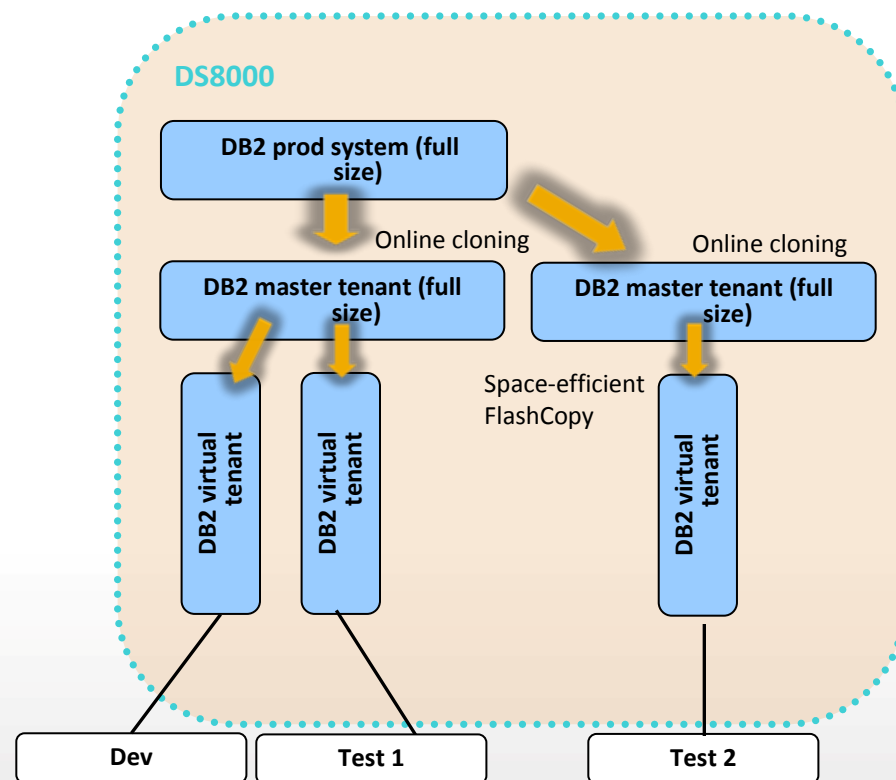 DS8000
DB2 prod system (full
size)
Online cloning
Online cloning
DB2 master tenant (full
size)
DB2 master tenant (full
size)
Space-efficient
FlashCopy
DB2 virtual
tenant
DB2 virtual
tenant
DB2 virtual
tenant
Dev
Test 1
Test 2